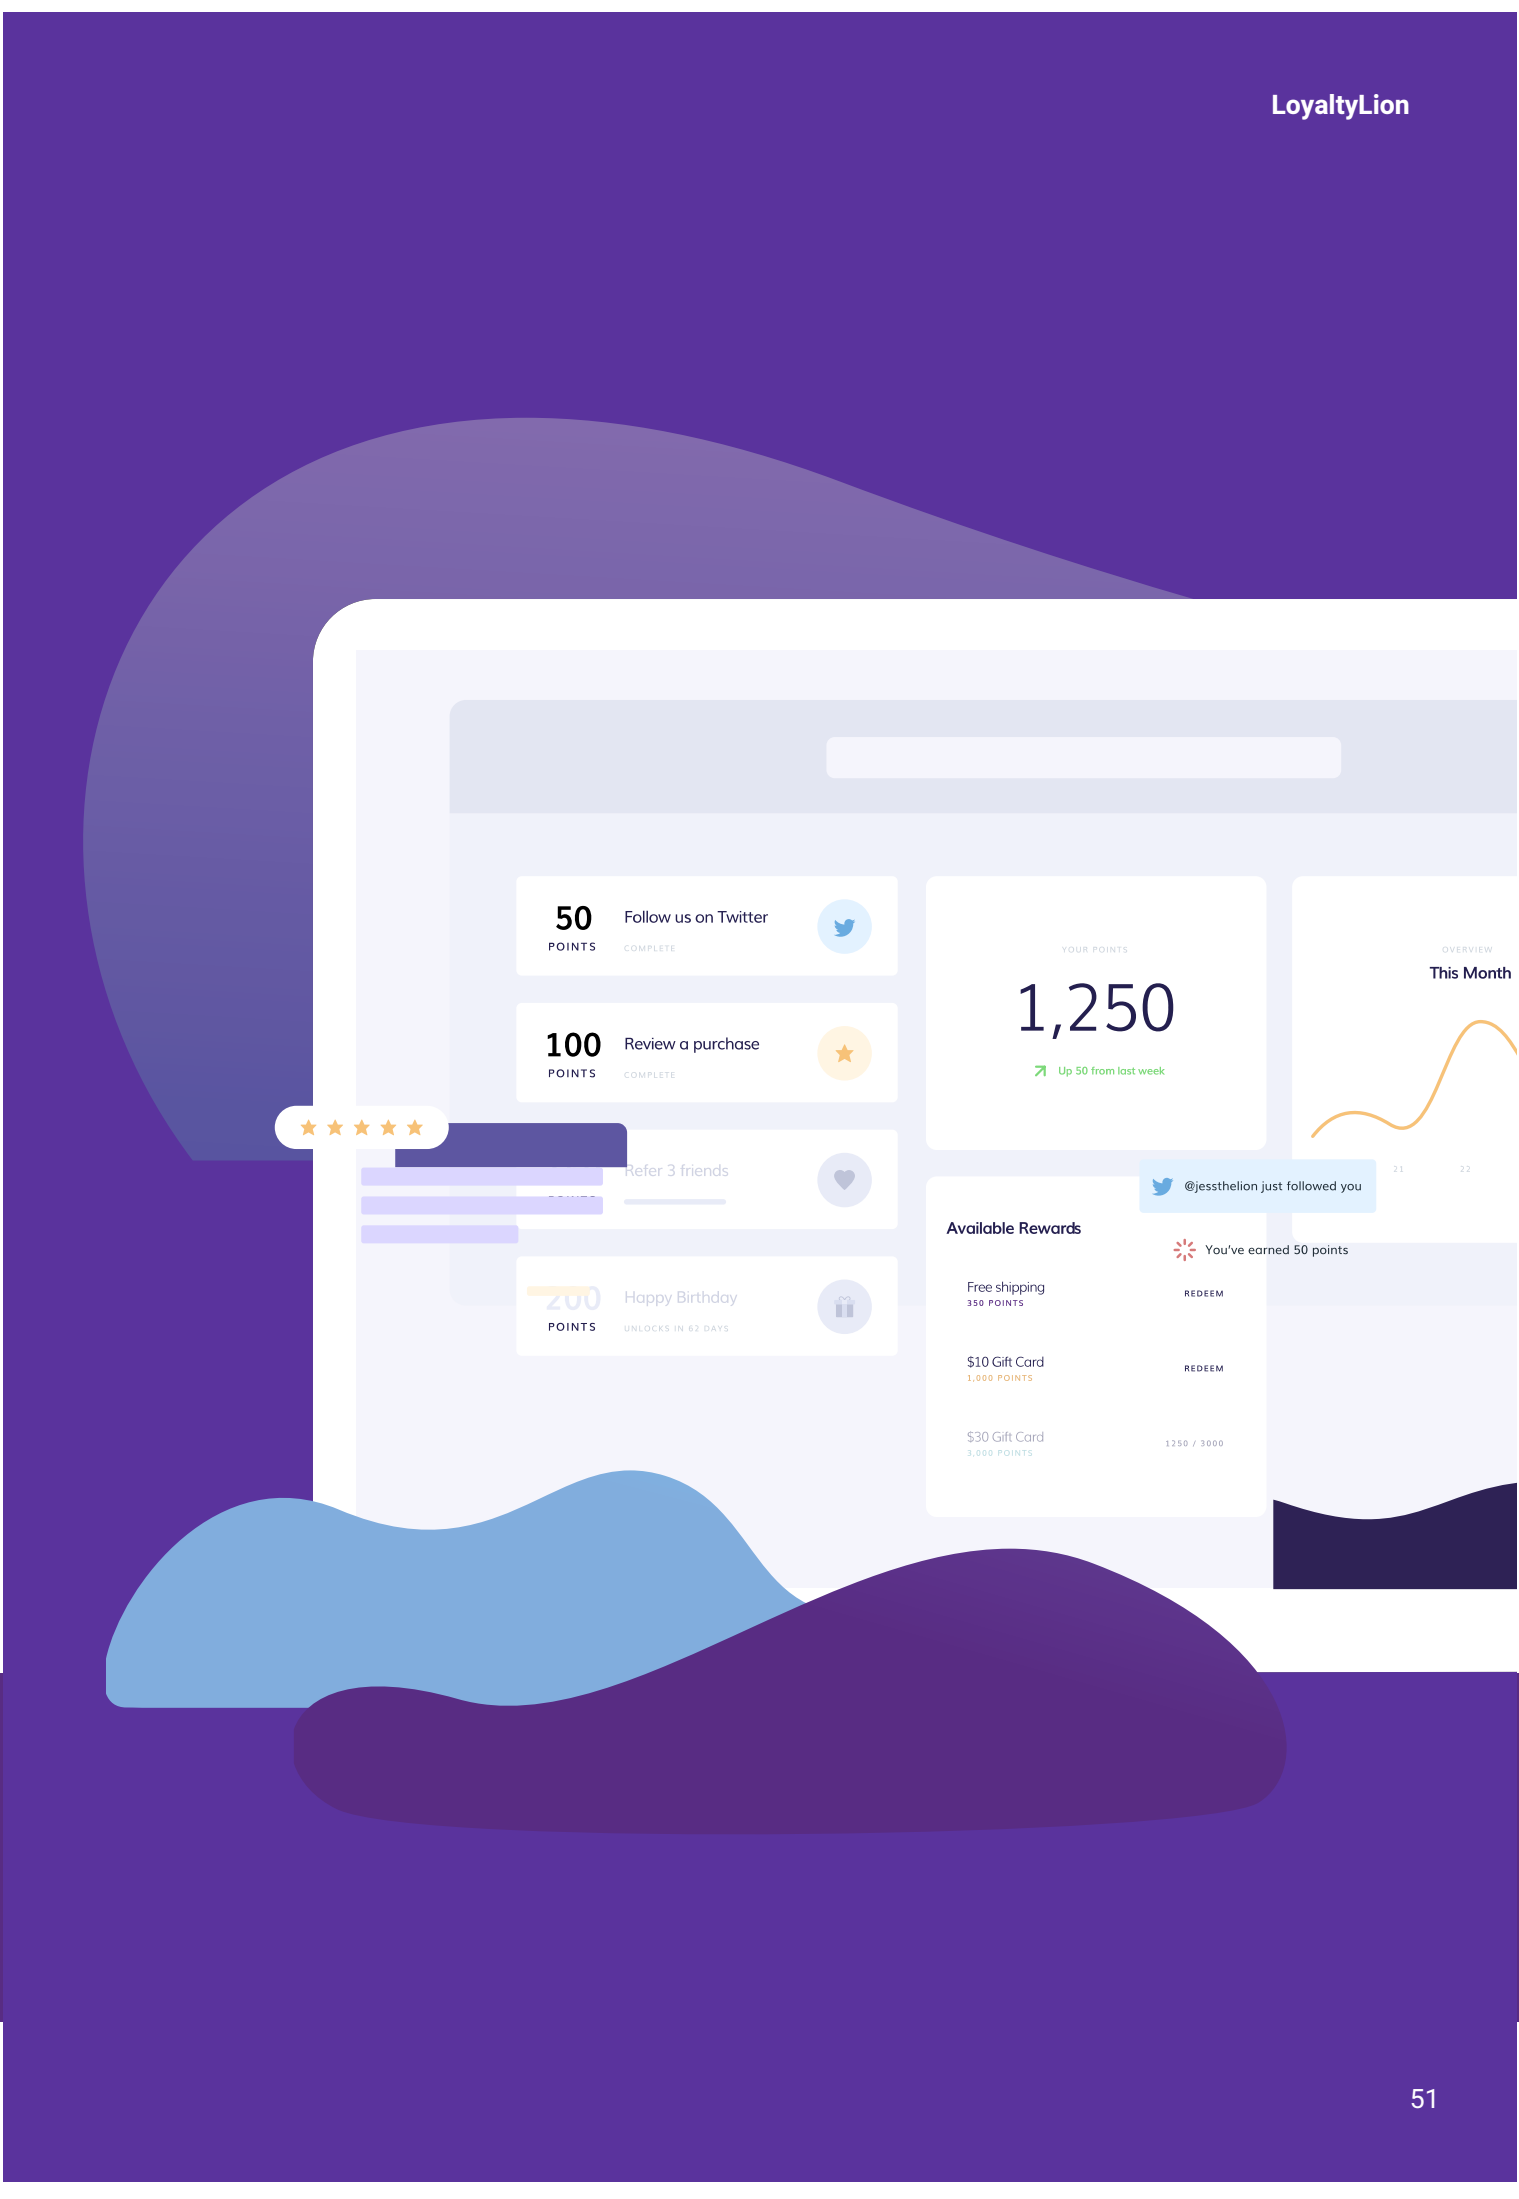 LoyaltyLion
50
POINTS
Follow us on Twitter
COMPLETE
100
POINTS
Review a purchase
COMPLETE
Refer 3 friends
200
POINTS
Happy Birthday
UNLOCKS IN 62 DAYS
YOUR POINTS
1,250
Up 50 from last week
OVERVIEW
This Month
21
22
@jessthelion just followed you
You've earned 50 points
Available Rewards
Free shipping
350 POINTS
REDEEM
$10 Gift Card
1,000 POINTS
REDEEM
$30 Gift Card
3,000 POINTS
1250 / 3000
51